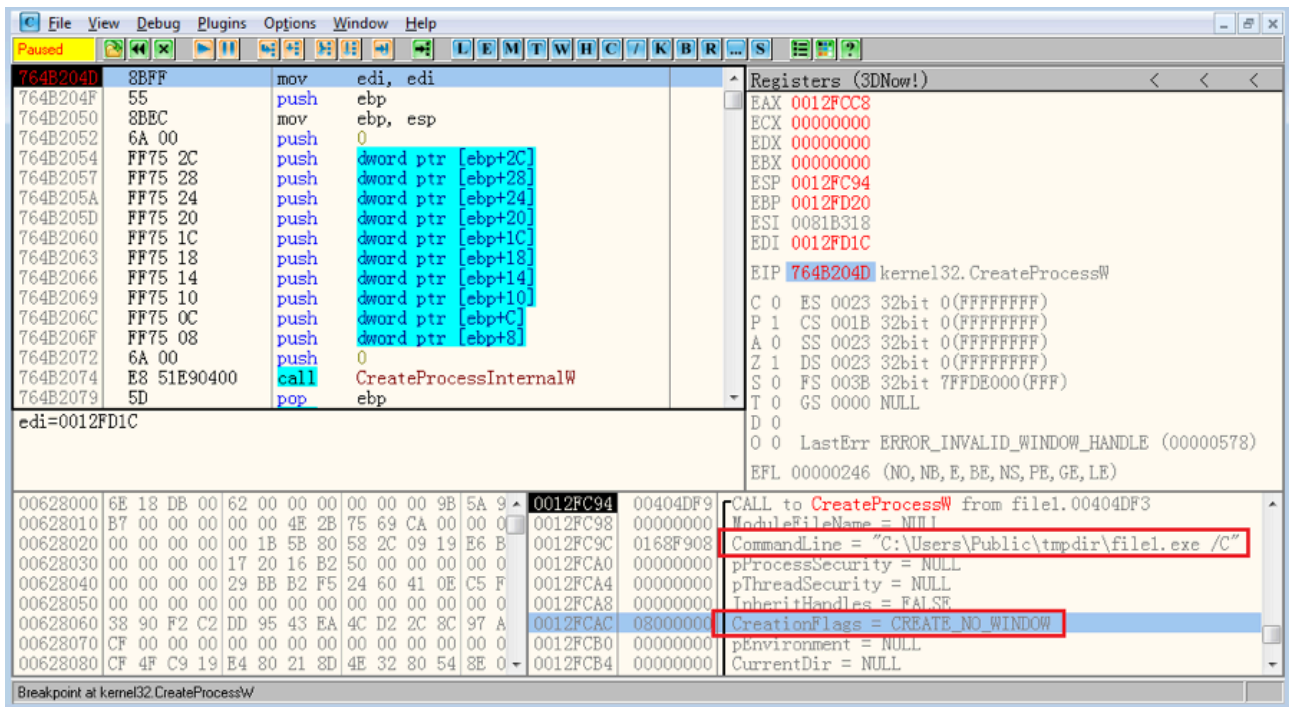 File View Debug Plugins Options Window Help
Paused L E M T W H C / K B R ... S ?
764B204D 8BFF mov edi, edi
764B204F 55 push ebp
764B2050 8BEC mov ebp, esp
764B2052 6A 00 push 0
764B2054 FF75 2C push dword ptr [ebp+2C]
764B2057 FF75 28 push dword ptr [ebp+28]
764B205A FF75 24 push dword ptr [ebp+24]
764B205D FF75 20 push dword ptr [ebp+20]
764B2060 FF75 1C push dword ptr [ebp+1C]
764B2063 FF75 18 push dword ptr [ebp+18]
764B2066 FF75 14 push dword ptr [ebp+14]
764B2069 FF75 10 push dword ptr [ebp+10]
764B206C FF75 0C push dword ptr [ebp+C]
764B206F FF75 08 push dword ptr [ebp+8]
764B2072 6A 00 push 0
764B2074 E8 51E90400 call CreateProcessInternalW
764B2079 5D pop ebp
edi=0012FD1C
Registers (3DNow!) < < <
EAX 0012FCC8
ECX 00000000
EDX 00000000
EBX 00000000
ESP 0012FC94
EBP 0012FD20
ESI 0081B318
EDI 0012FD1C
EIP 764B204D kernel32.CreateProcessW
C 0 ES 0023 32bit 0(FFFFFFFF)
P 1 CS 001B 32bit 0(FFFFFFFF)
A 0 SS 0023 32bit 0(FFFFFFFF)
Z 1 DS 0023 32bit 0(FFFFFFFF)
S 0 FS 003B 32bit 7FFDE000(FFF)
T 0 GS 0000 NULL
D 0
O 0 LastErr ERROR_INVALID_WINDOW_HANDLE (00000578)
EFL 00000246 (NO,NB,E,BE,NS,PE,GE,LE)
00628000 6E 18 DB 00 62 00 00 00 00 00 00 9B 5A 9
00628010 B7 00 00 00 00 00 4E 2B 75 69 CA 00 00 0
00628020 00 00 00 00 00 1B 5B 80 58 2C 09 19 E6 B
00628030 00 00 00 00 17 20 16 B2 50 00 00 00 00 0
00628040 00 00 00 29 BB B2 F5 24 60 41 0E C5 F
00628050 00 00 00 00 00 00 00 00 00 00 00 00 00 0
00628060 38 90 F2 C2 DD 95 43 EA 4C D2 2C 8C 97 A
00628070 CF 00 00 00 00 00 00 00 00 00 00 00 00 0
00628080 CF 4F C9 19 E4 80 21 8D 4E 32 80 54 8E 0
0012FC94 00404DF9 CALL to CreateProcessW from file1.00404DF3
0012FC98 00000000 ModuleFileName = NULL
0012FC9C 0168F908 CommandLine = "C:\Users\Public\tmpdir\file1.exe /C"
0012FCA0 00000000 pProcessSecurity = NULL
0012FCA4 00000000 pThreadSecurity = NULL
0012FCA8 00000000 InheritHandles = FALSE
0012FCAC 08000000 CreationFlags = CREATE_NO_WINDOW
0012FCB0 00000000 pEnvironment = NULL
0012FCB4 00000000 CurrentDir = NULL
Breakpoint at kernel32.CreateProcessW